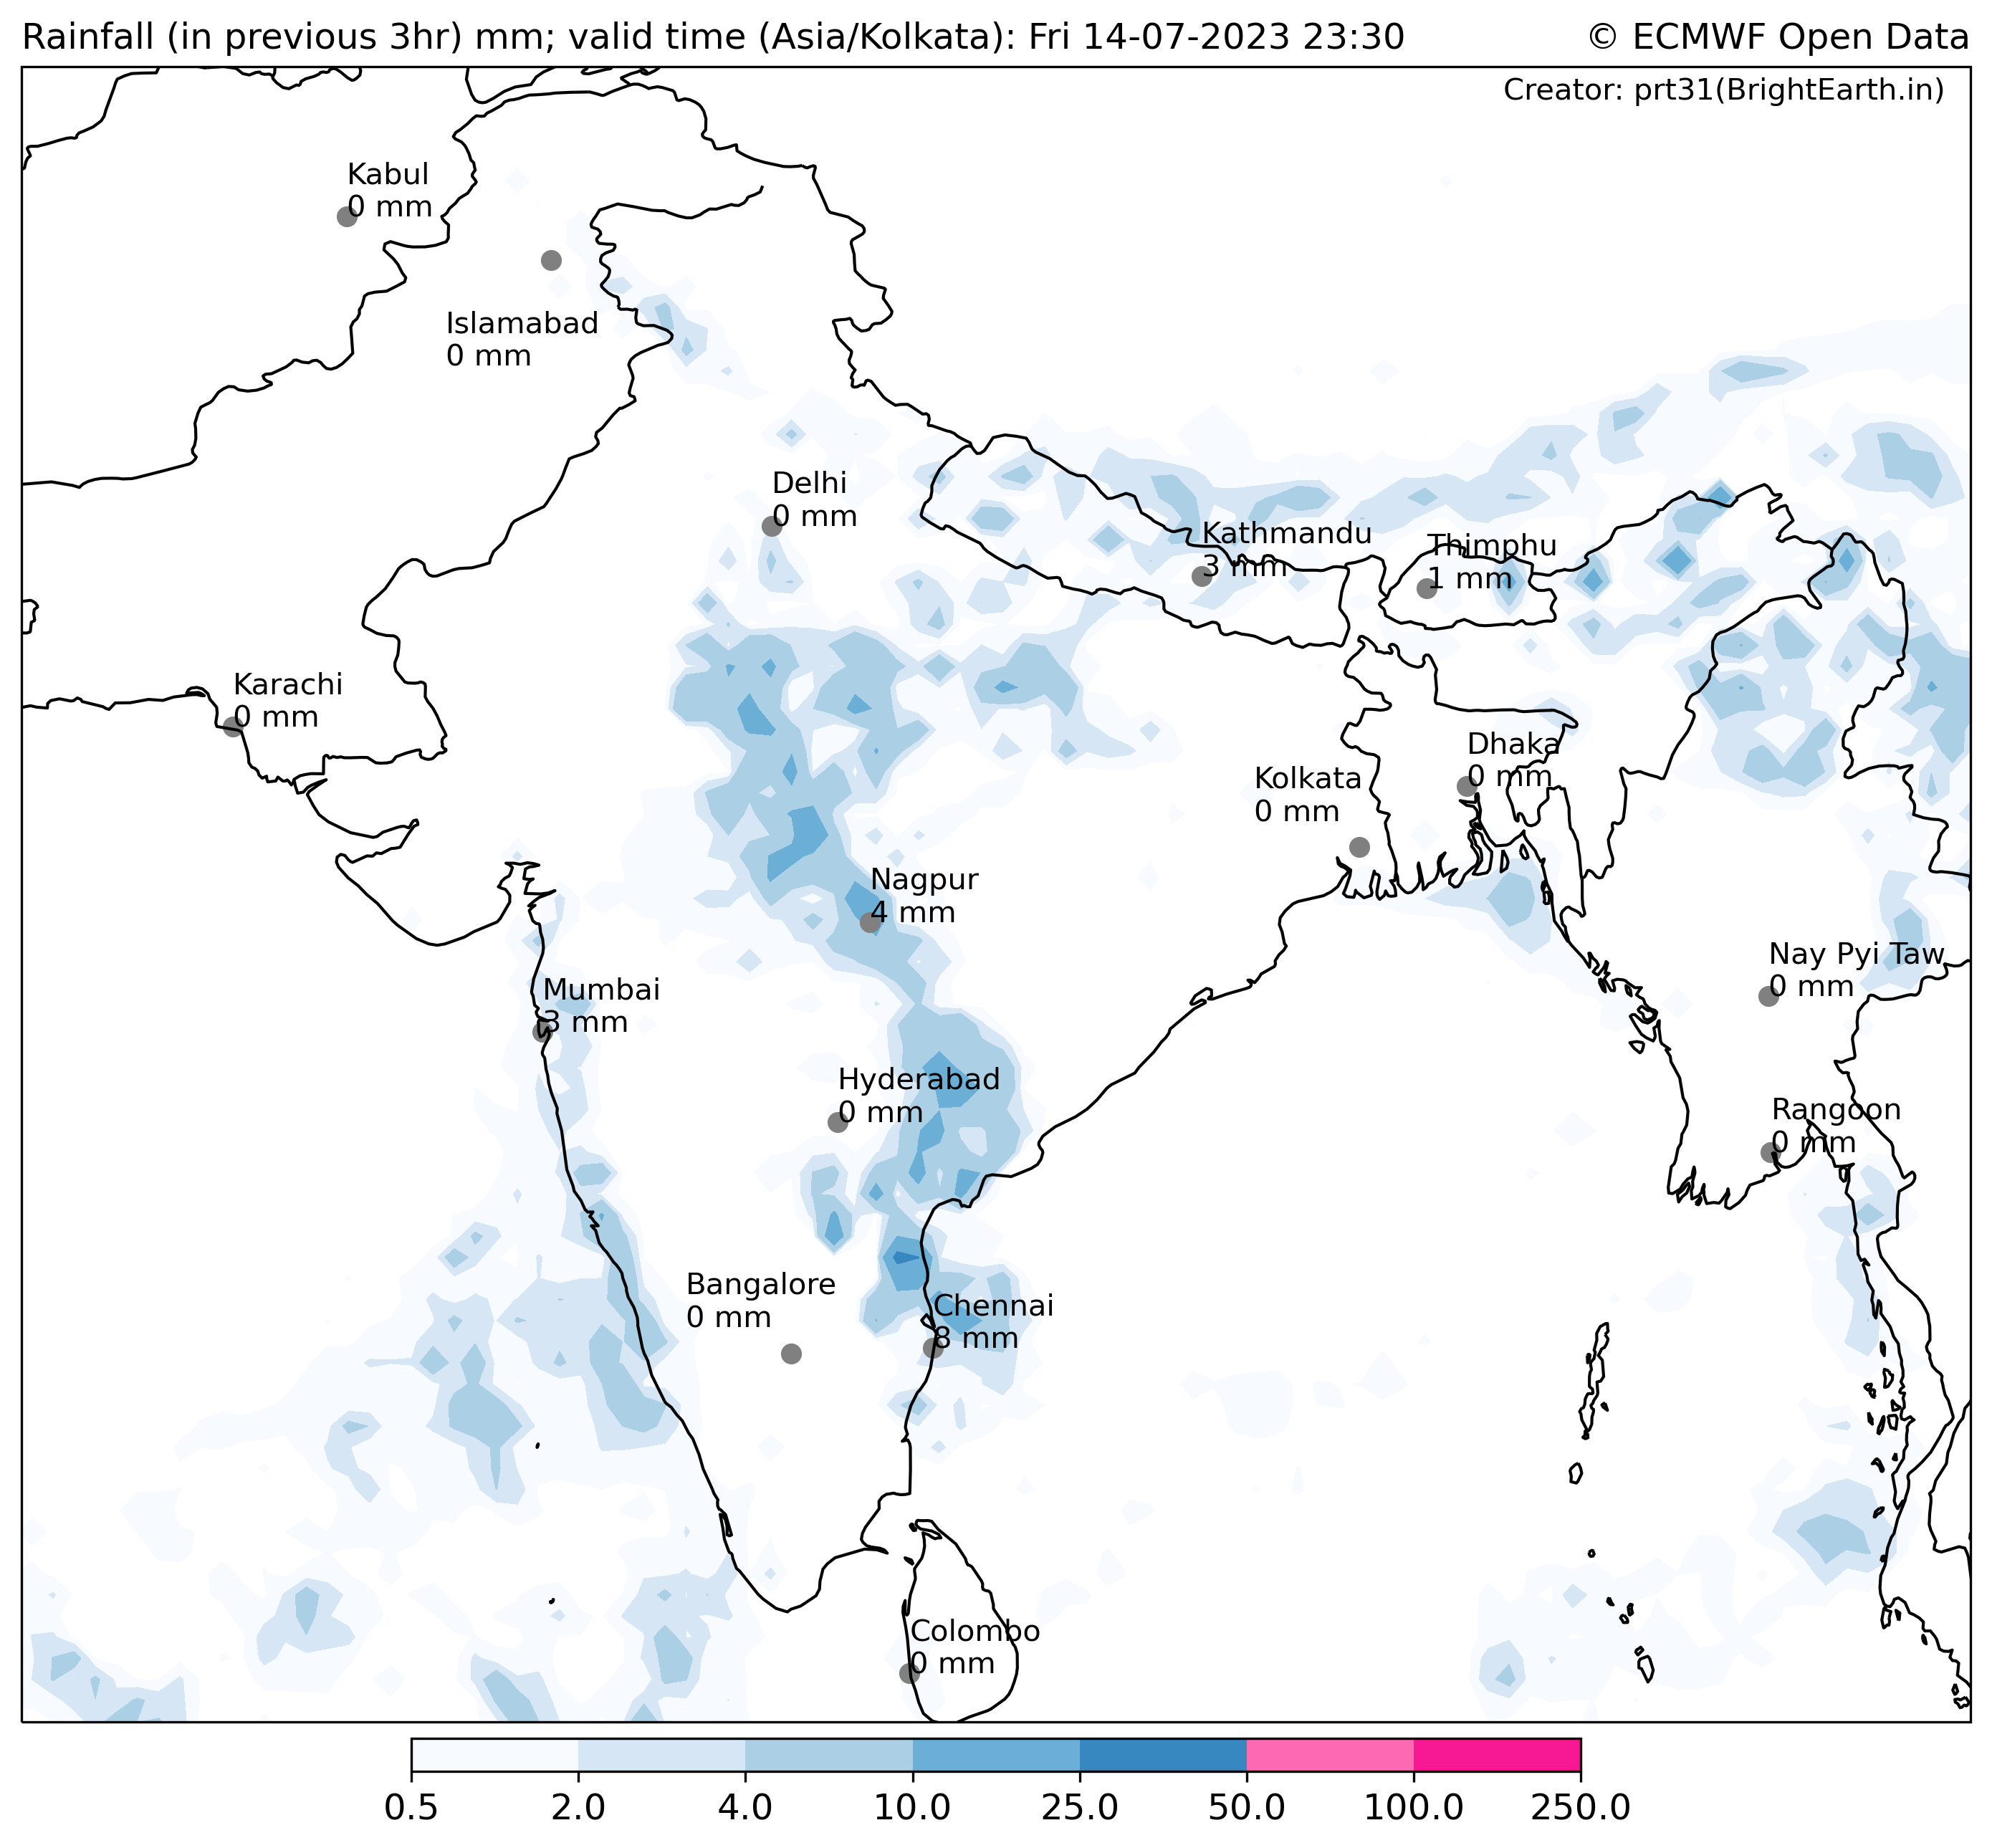 Rainfall (in previous 3hr) mm; valid time (Asia/Kolkata): Fri 14-07-2023 23:30
© ECMWF Open Data
Creator: prt31(BrightEarth.in)
Kabul
0 mm
Islamabad
0 mm
Delhi
0 mm
Kathmandu
3 mm
Thimphu
1 mm
Karachi
0 mm
Dhaka
0 mm
Kolkata
0 mm
Nagpur
4 mm
Nay Pyi Taw
0 mm
Mumbai
3 mm
Hyderabad
0 mm
Rangoon
0 mm
Bangalore
0 mm
Chennai
8 mm
Colombo
0 mm
0.5 2.0 4.0 10.0 25.0 50.0 100.0 250.0